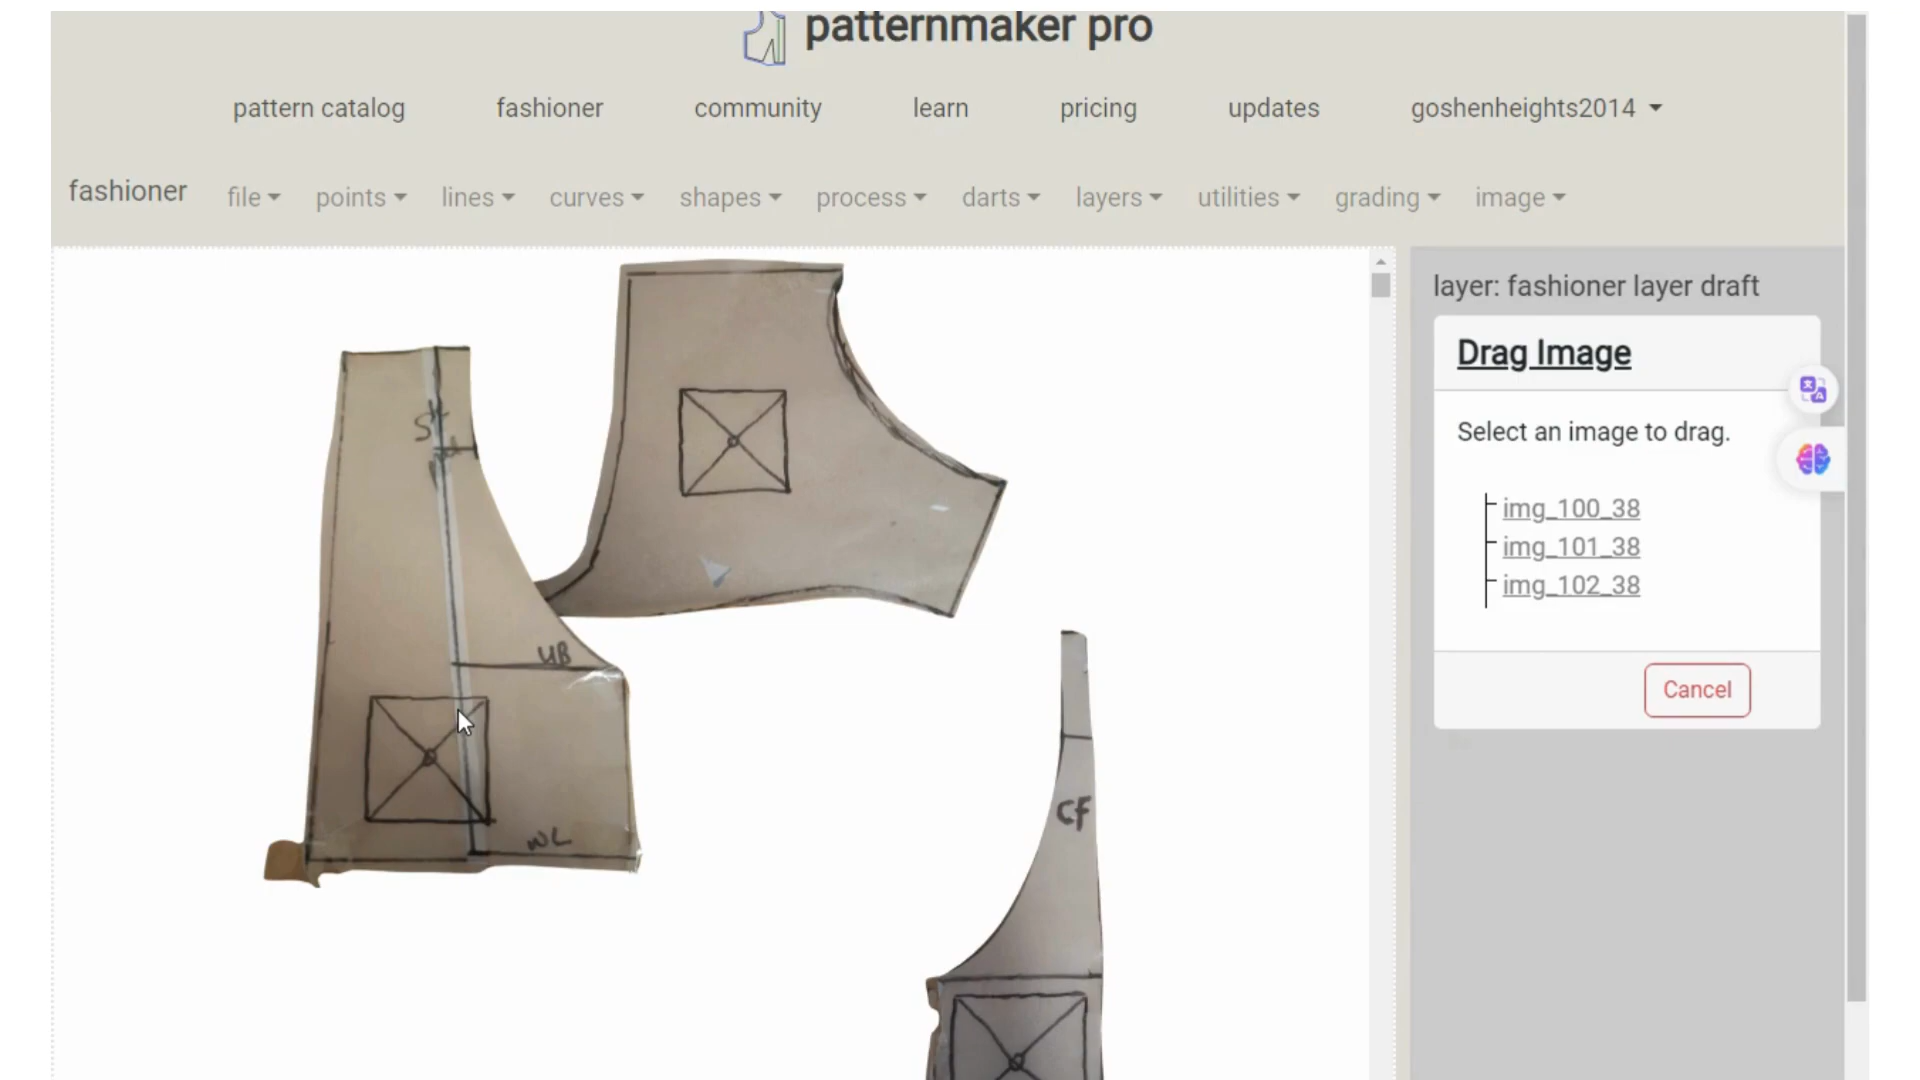 patternmaker pro
pattern catalog fashioner community learn pricing updates goshenheights2014
fashioner file points lines curves shapes process darts layers utilities grading image
layer: fashioner layer draft
Drag Image
Select an image to drag.
img_100_38
img_101_38
img_102_38
Cancel
UB
WL
CF